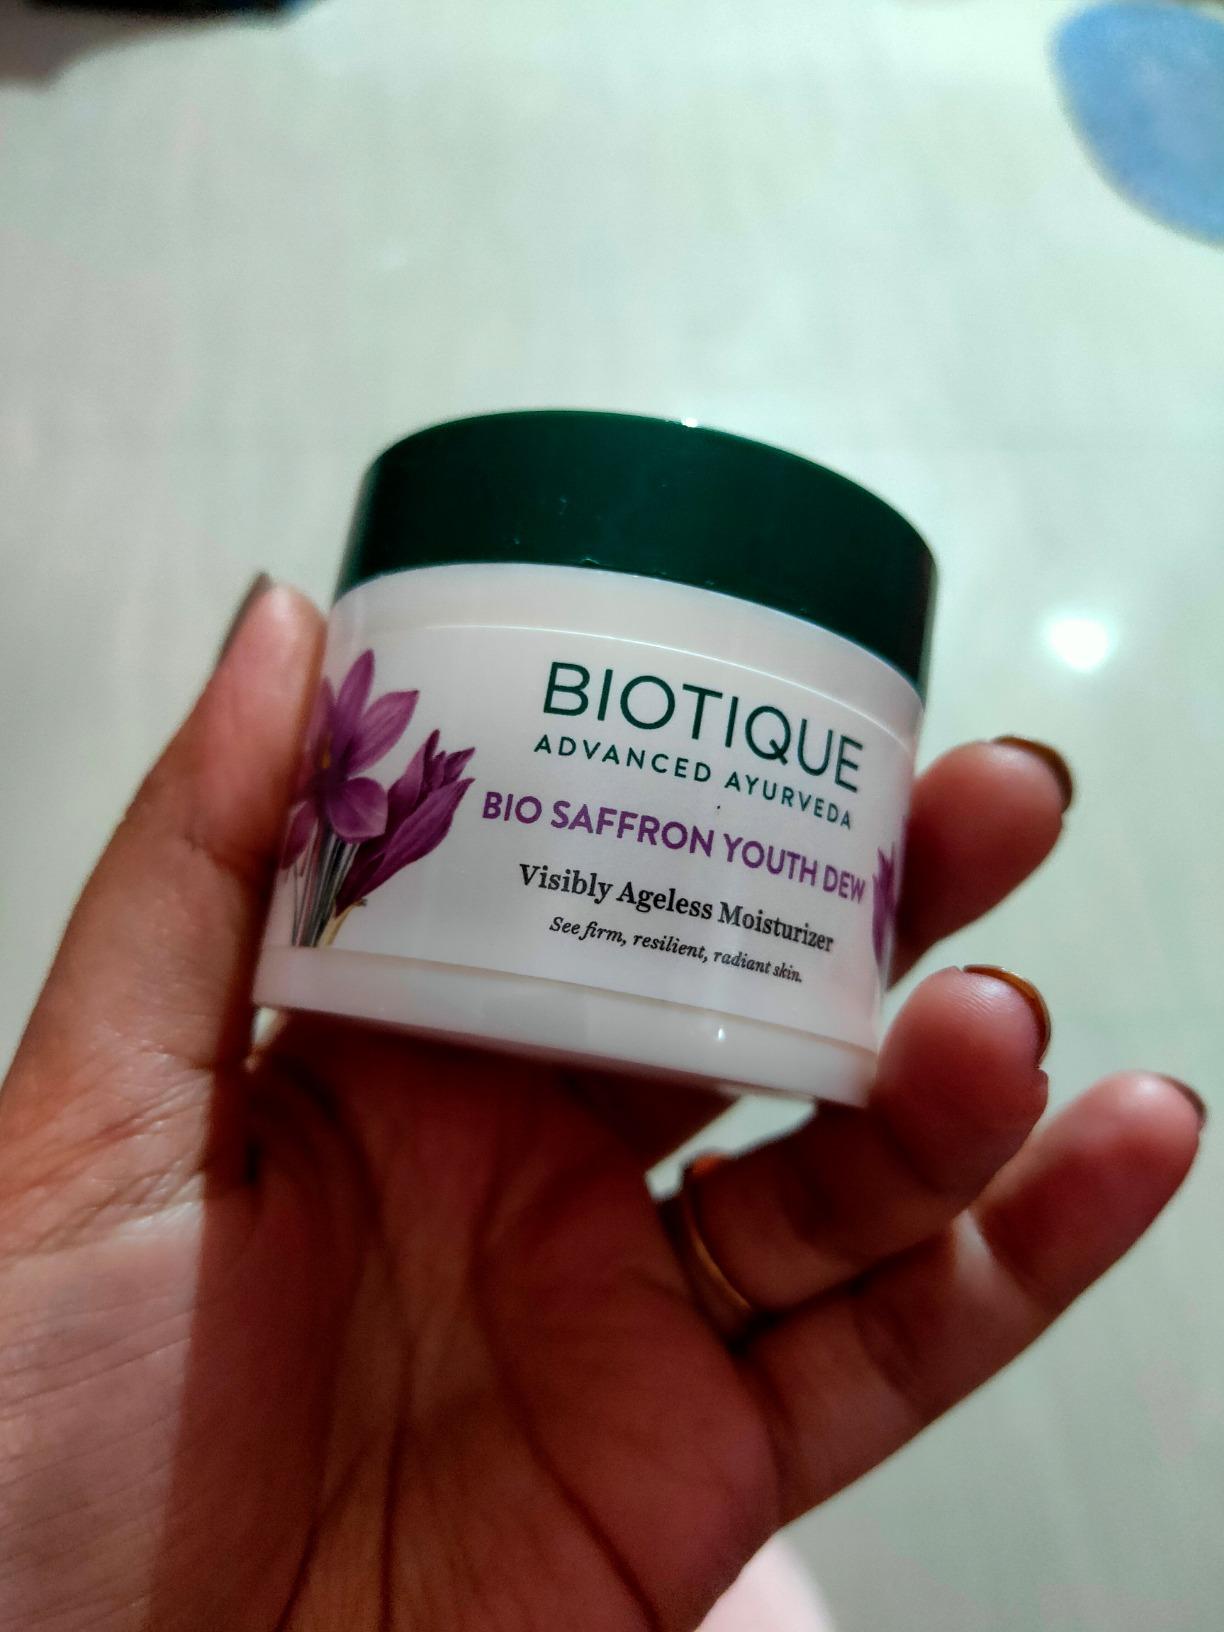 BIOTIQUE
ADVANCED AYURVEDA
BIO SAFFRON YOUTH DEW
Visibly Ageless Moisturizer
See firm, resilient, radiant skin.